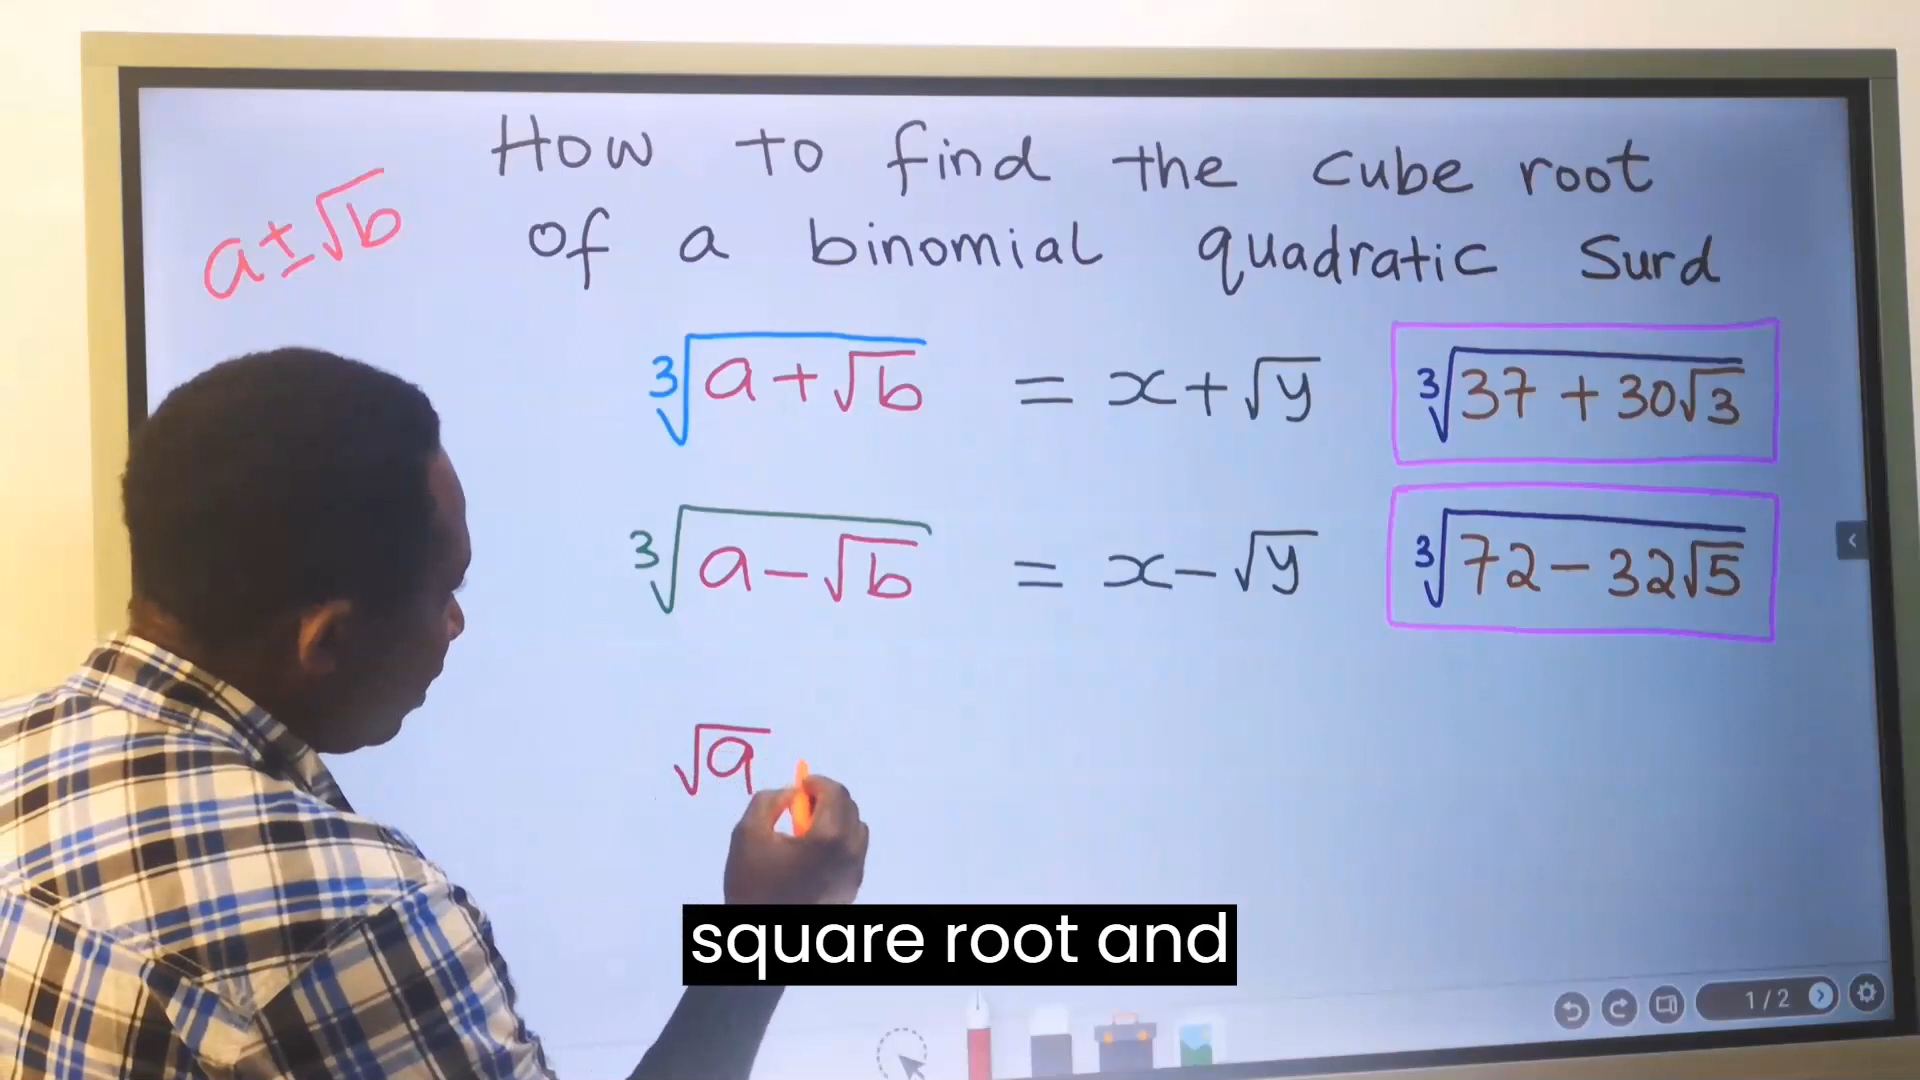 How to find the cube root
of a binomial quadratic Surd
a±√b
∛(a+√b) = x+√y
∛(37 + 30√3)
∛(a−√b) = x−√y
∛(72−32√5)
√a
square root and
1/2